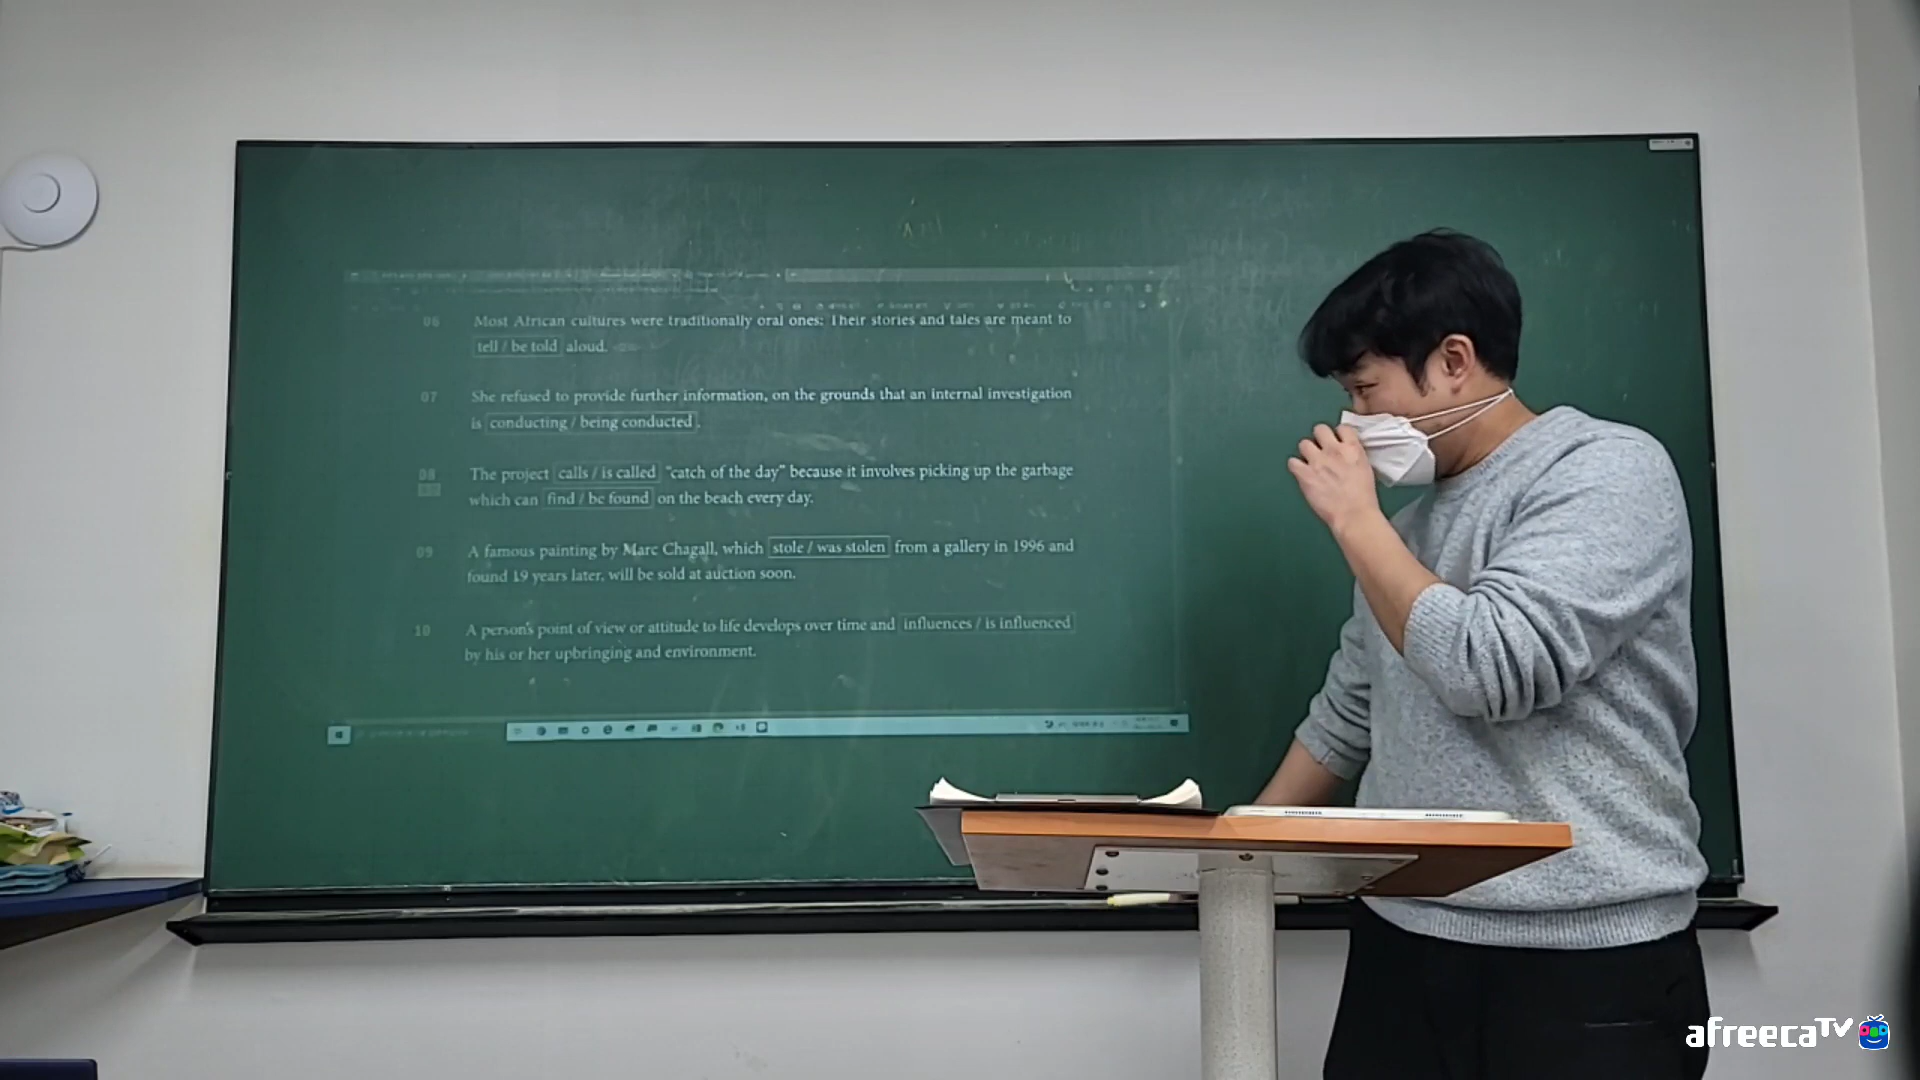 06 Most African cultures were traditionally oral ones: Their stories and tales are meant to
tell / be told aloud.
07 She refused to provide further information, on the grounds that an internal investigation
is conducting / being conducted .
08 The project calls / is called "catch of the day" because it involves picking up the garbage
which can find / be found on the beach every day.
09 A famous painting by Marc Chagall, which stole / was stolen from a gallery in 1996 and
found 19 years later, will be sold at auction soon.
10 A person's point of view or attitude to life develops over time and influences / is influenced
by his or her upbringing and environment.
afreecaTV